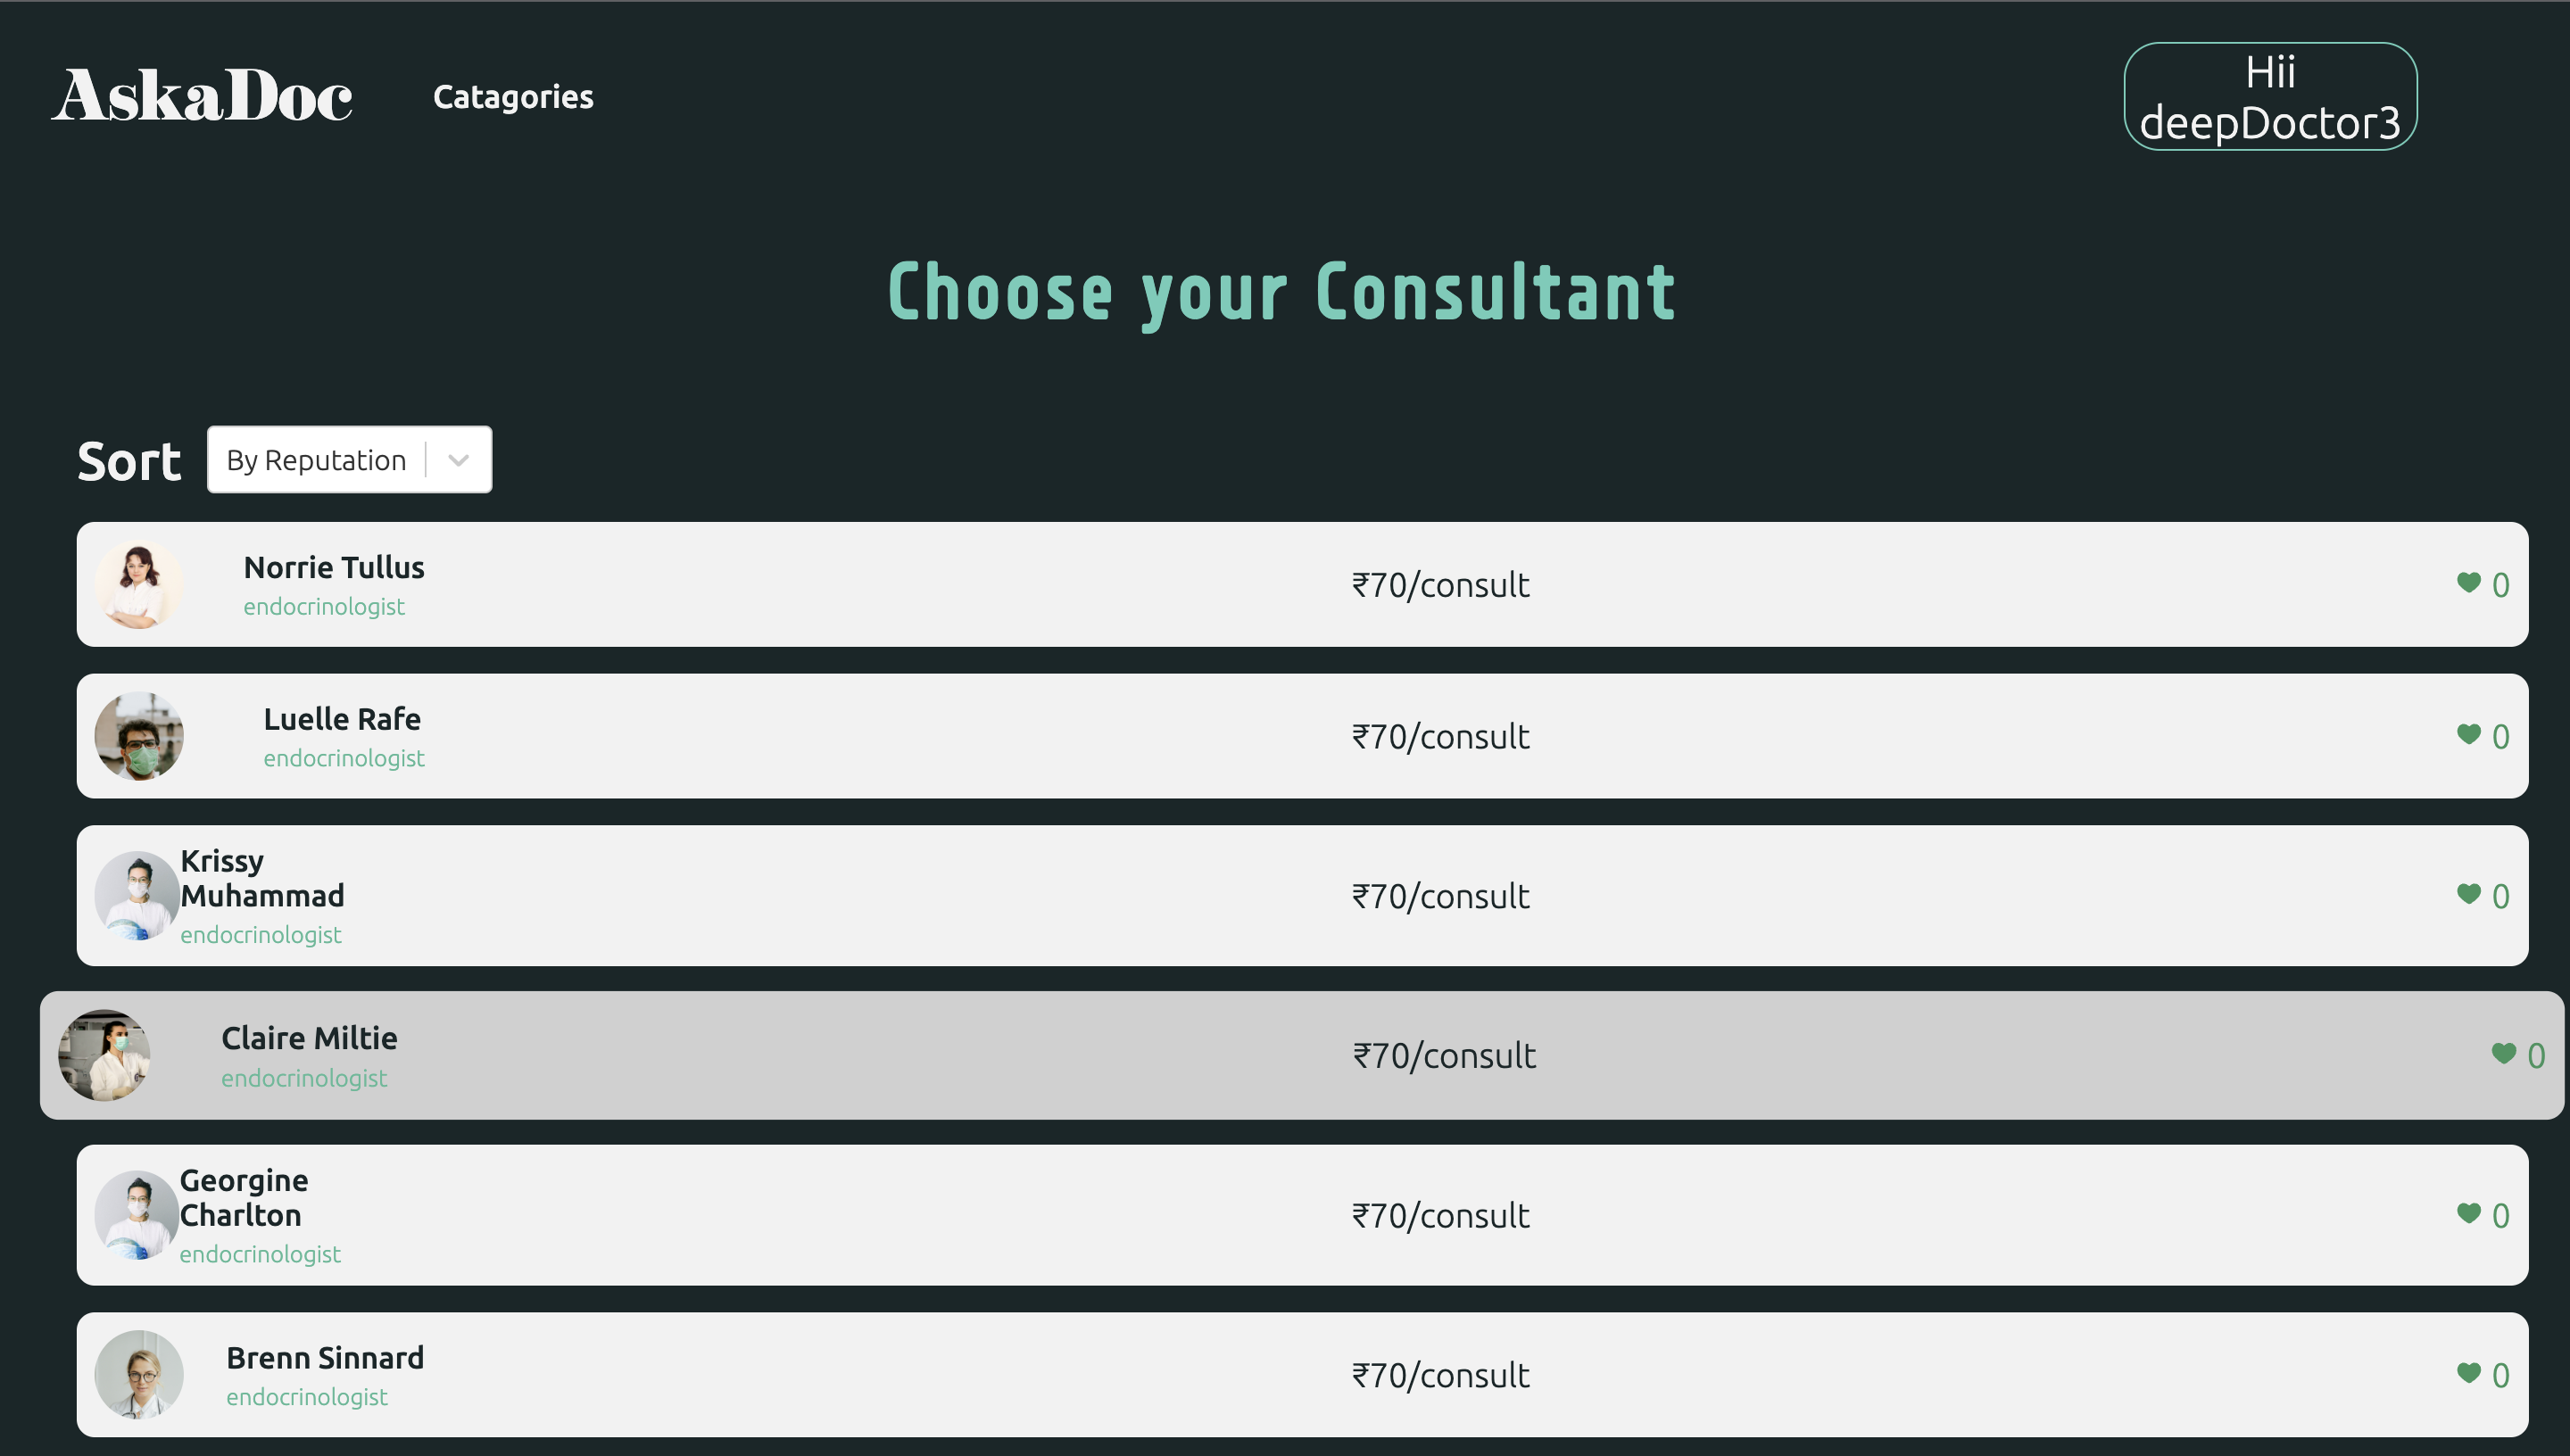 AskaDoc
Catagories
Hii
deepDoctor3
Choose your Consultant
Sort
By Reputation
Norrie Tullus
endocrinologist
₹70/consult
0
Luelle Rafe
endocrinologist
₹70/consult
0
Krissy
Muhammad
endocrinologist
₹70/consult
0
Claire Miltie
endocrinologist
₹70/consult
0
Georgine
Charlton
endocrinologist
₹70/consult
0
Brenn Sinnard
endocrinologist
₹70/consult
0